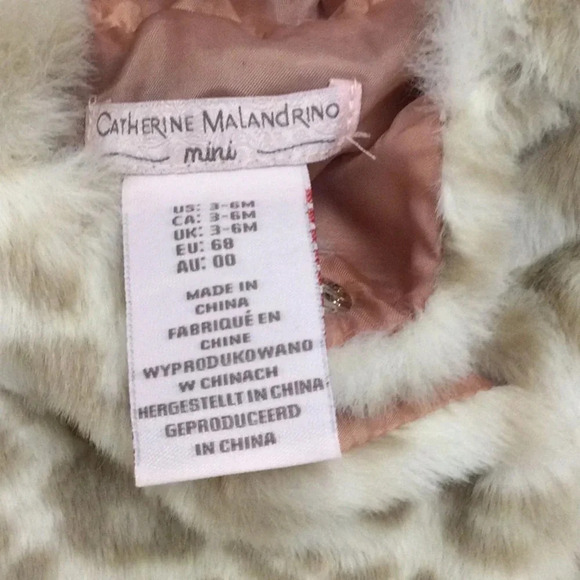 CATHERINE MALANDRINO
mini
US: 3-6M
CA: 3-6M
UK: 3-6M
EU: 68
AU: 00
MADE IN
CHINA
FABRIQUÉ EN
CHINE
WYPRODUKOWANO
W CHINACH
HERGESTELLT IN CHINA
GEPRODUCEERD
IN CHINA